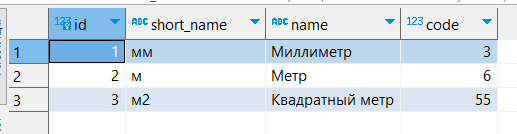 123 id ABC short_name ABC name 123 code
1 1 мм Миллиметр 3
2 2 м Метр 6
3 3 м2 Квадратный метр 55